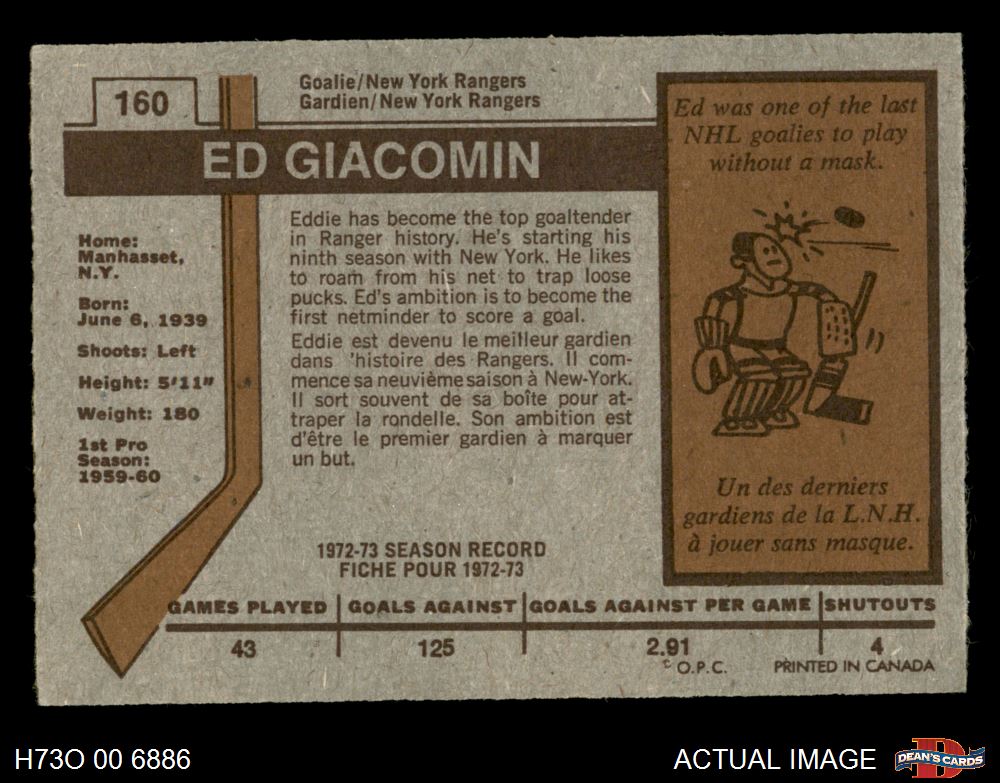 160
Goalie/New York Rangers
Gardien/New York Rangers
ED GIACOMIN
Home:
Manhasset,
N.Y.
Born:
June 6, 1939
Shoots: Left
Height: 5'11"
Weight: 180
1st Pro
Season:
1959-60
Eddie has become the top goaltender
in Ranger history. He's starting his
ninth season with New York. He likes
to roam from his net to trap loose
pucks. Ed's ambition is to become the
first netminder to score a goal.
Eddie est devenu le meilleur gardien
dans 'histoire des Rangers. Il com-
mence sa neuvième saison à New-York.
Il sort souvent de sa boîte pour at-
traper la rondelle. Son ambition est
d'être le premier gardien à marquer
un but.
Ed was one of the last
NHL goalies to play
without a mask.
Un des derniers
gardiens de la L.N.H.
à jouer sans masque.
1972-73 SEASON RECORD
FICHE POUR 1972-73
GAMES PLAYED GOALS AGAINST GOALS AGAINST PER GAME SHUTOUTS
43 125 2.91 4
© O.P.C. PRINTED IN CANADA
H73O 00 6886
ACTUAL IMAGE
D
DEAN'S CARDS